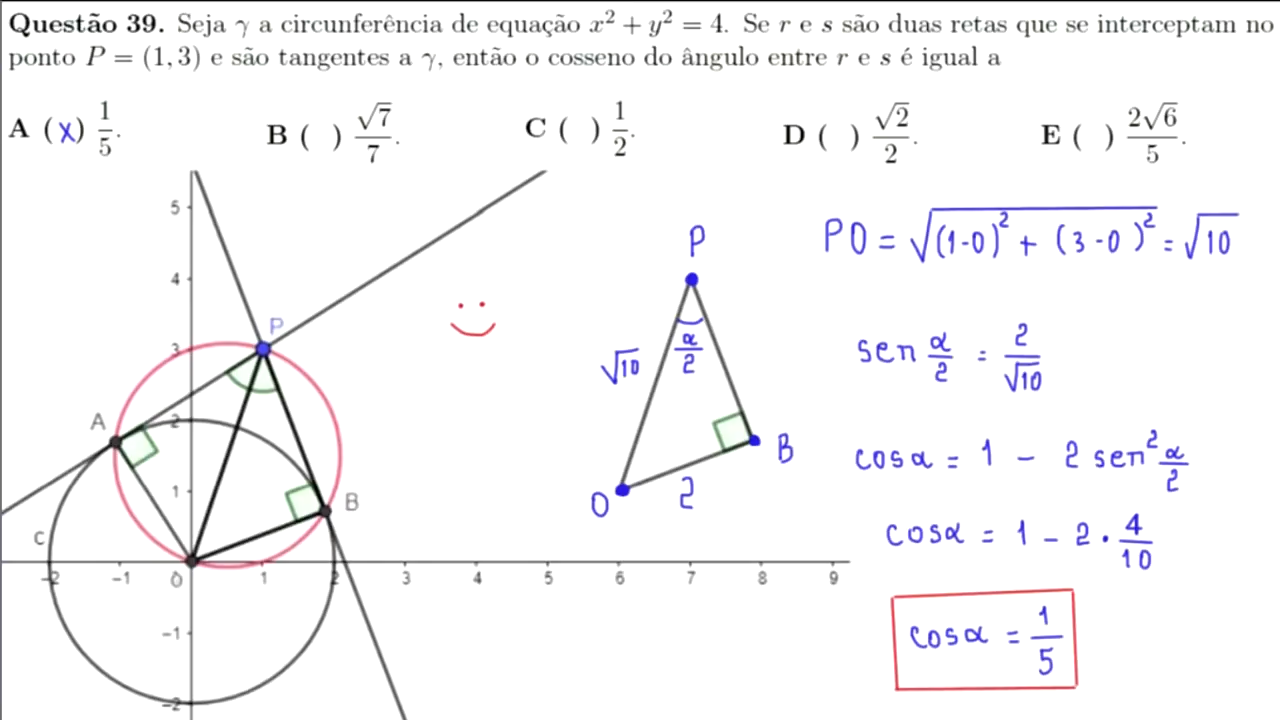 Questão 39. Seja γ a circunferência de equação x² + y² = 4. Se r e s são duas retas que se interceptam no
ponto P = (1, 3) e são tangentes a γ, então o cosseno do ângulo entre r e s é igual a
A (x) 1/5. B ( ) √7/7. C ( ) 1/2. D ( ) √2/2. E ( ) 2√6/5.
5
4
3
2
1
-1
-2
-2 -1 0 1 2 3 4 5 6 7 8 9
P
A
B
C
P
√10
α/2
B
O
2
PO = √((1-0)² + (3-0)²) = √10
sen α/2 = 2/√10
cosα = 1 - 2 sen² α/2
cosα = 1 - 2 · 4/10
cosα = 1/5